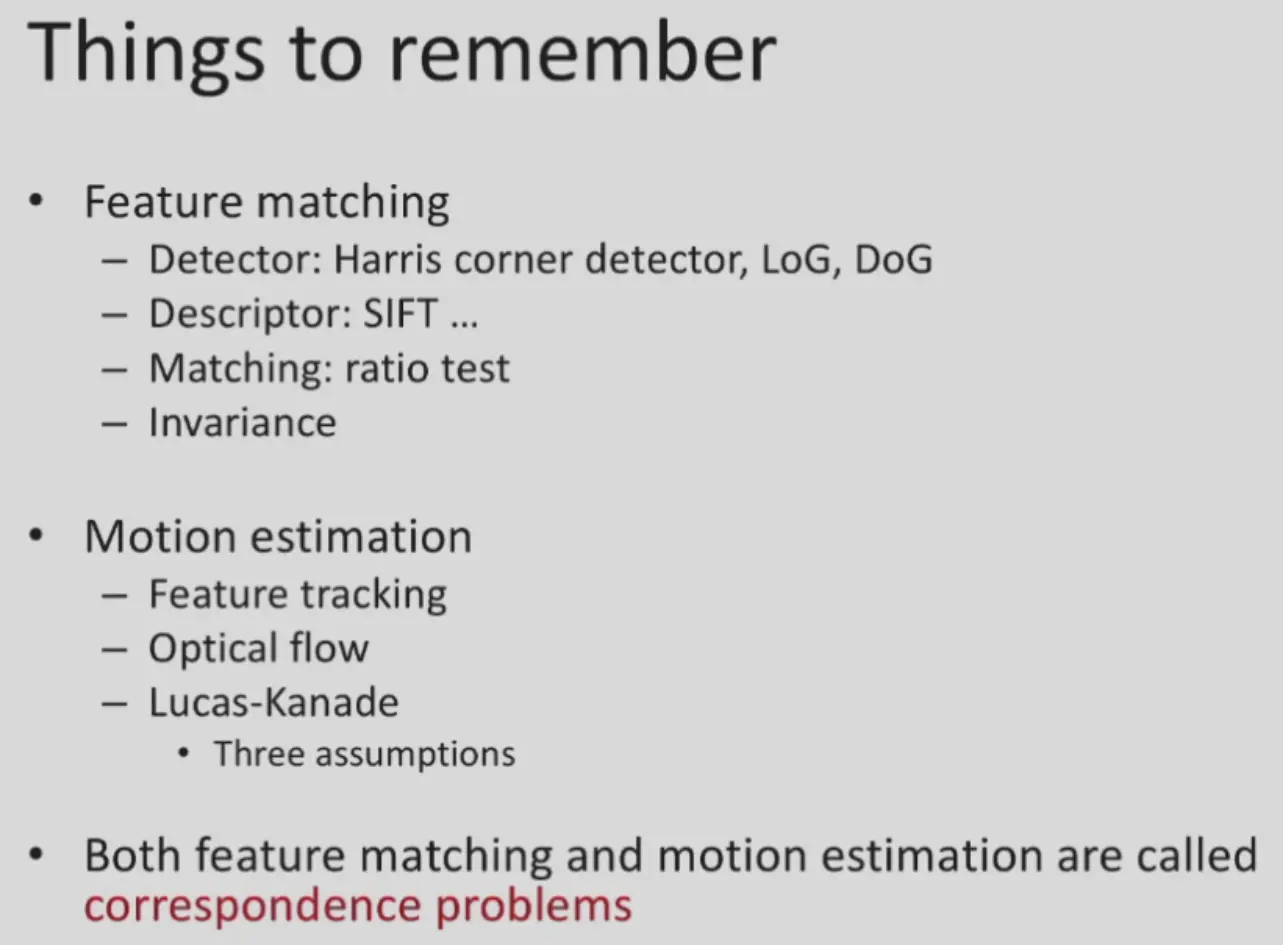 Things to remember
• Feature matching
– Detector: Harris corner detector, LoG, DoG
– Descriptor: SIFT ...
– Matching: ratio test
– Invariance
• Motion estimation
– Feature tracking
– Optical flow
– Lucas-Kanade
• Three assumptions
• Both feature matching and motion estimation are called
correspondence problems